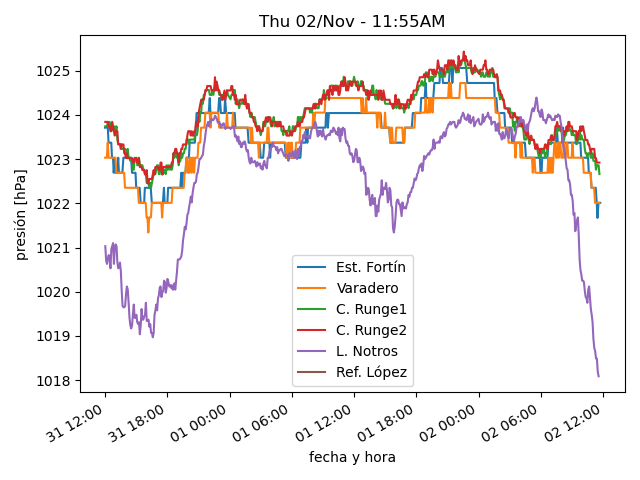 Thu 02/Nov - 11:55AM
presión [hPa]
1025
1024
1023
1022
1021
1020
1019
1018
Est. Fortín
Varadero
C. Runge1
C. Runge2
L. Notros
Ref. López
31 12:00
31 18:00
01 00:00
01 06:00
01 12:00
01 18:00
02 00:00
02 06:00
02 12:00
fecha y hora